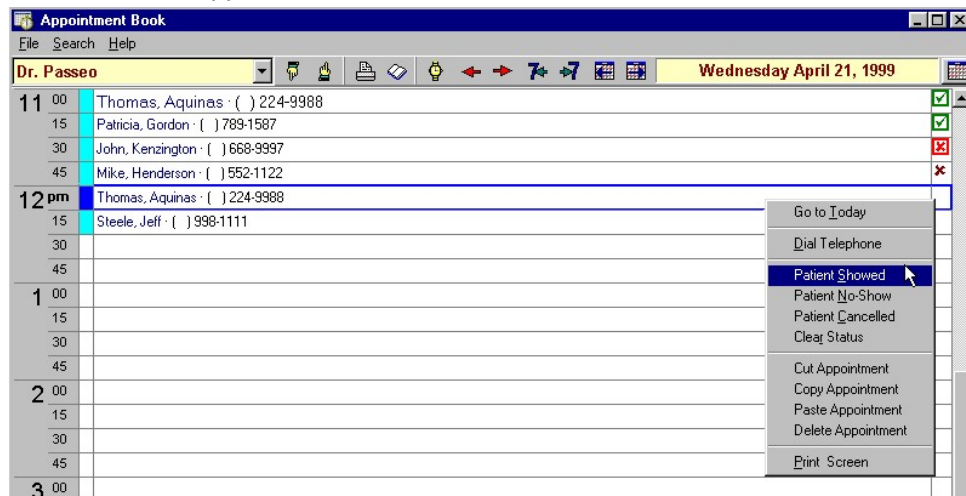 Appointment Book
File Search Help
Dr. Passeo
7 7
Wednesday April 21, 1999
11 00 Thomas, Aquinas · ( ) 224-9988
15 Patricia, Gordon · ( ) 789-1587
30 John, Kenzington · ( ) 668-9997
45 Mike, Henderson · ( ) 552-1122
12 pm Thomas, Aquinas · ( ) 224-9988
15 Steele, Jeff · ( ) 998-1111
30
45
1 00
15
30
45
2 00
15
30
45
3 00
Go to Today
Dial Telephone
Patient Showed
Patient No-Show
Patient Cancelled
Clear Status
Cut Appointment
Copy Appointment
Paste Appointment
Delete Appointment
Print Screen